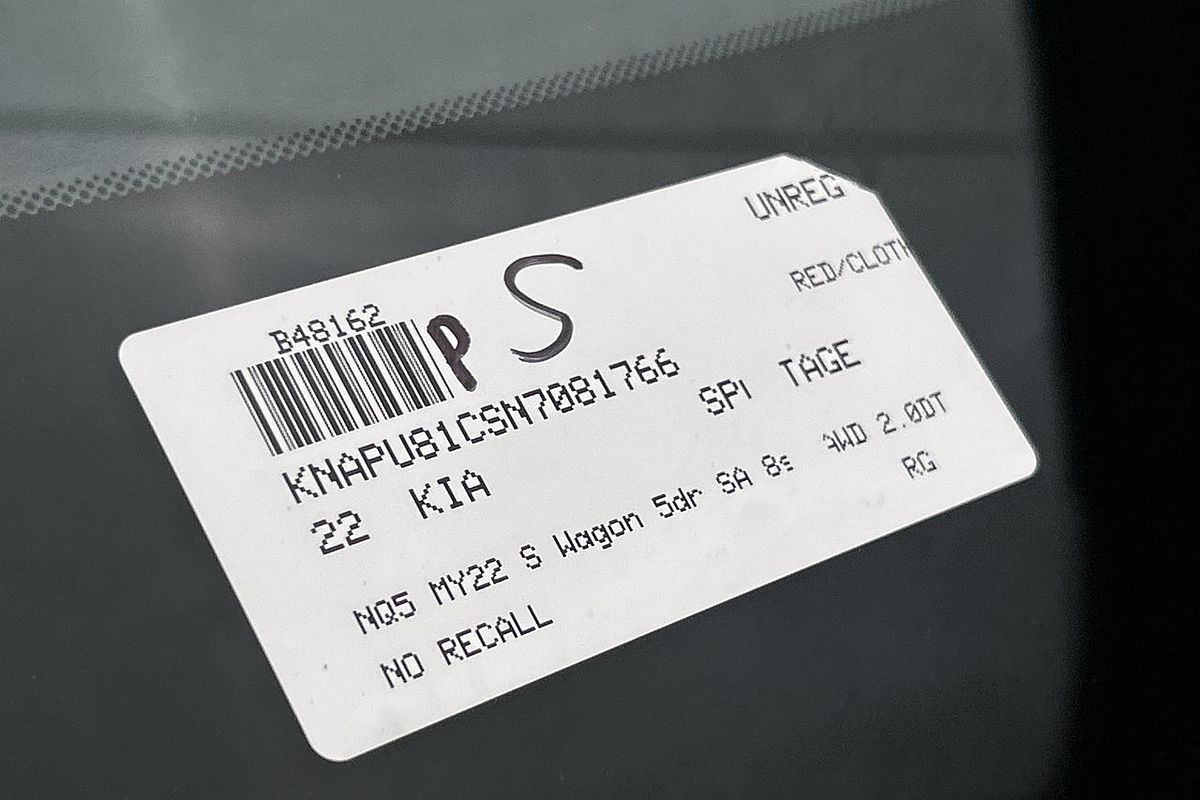 UNREG
RED/CLOTH
B48162
P S
KNAPU81CSN7081766
22 KIA SPI TAGE
NQ5 MY22 S Wagon 5dr SA 8s AWD 2.0DT
NO RECALL RG